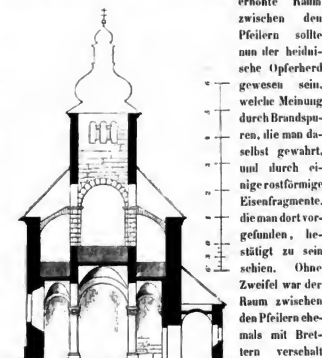 erhöhte Raum
zwischen den
Pfeilern sollte
nun der heidni-
sche Opferherd
gewesen sein,
welche Meinung
durch Brandspu-
ren, die man da-
selbst gewahrt,
und durch ei-
nige rostförmige
Eisenfragmente,
die man dort vor-
gefunden, be-
stätigt zu sein
schien. Ohne
Zweifel war der
Raum zwischen
den Pfeilern ehe-
mals mit Bret-
tern verschalt